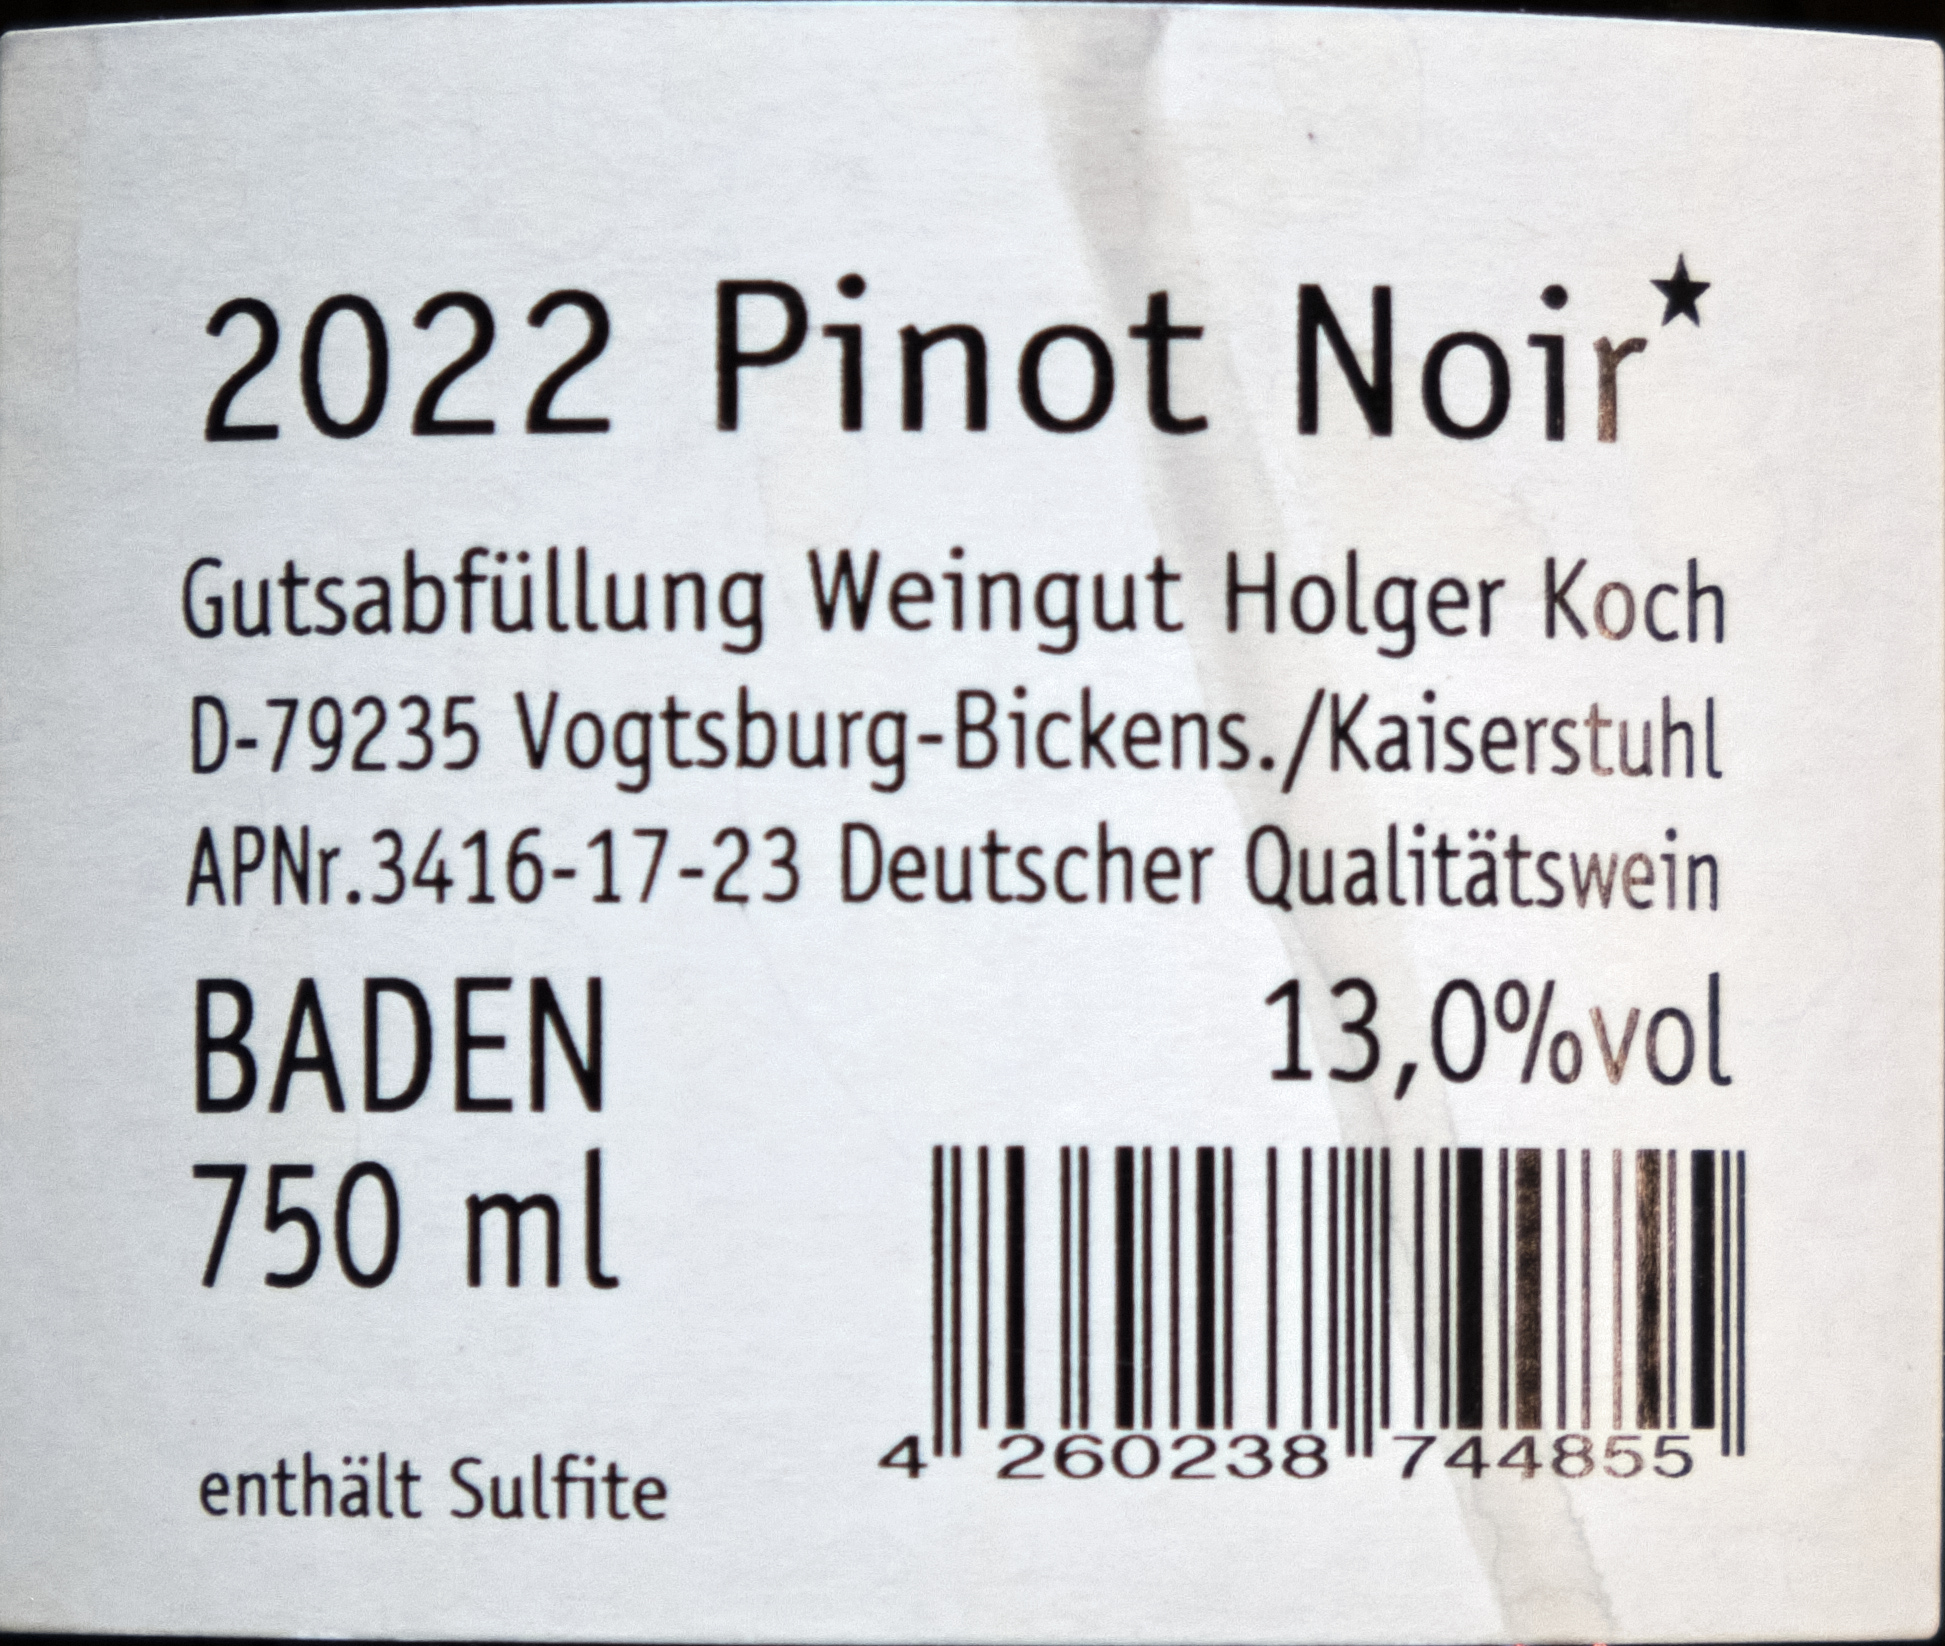 2022 Pinot Noir★
Gutsabfüllung Weingut Holger Koch
D-79235 Vogtsburg-Bickens./Kaiserstuhl
APNr.3416-17-23 Deutscher Qualitätswein
BADEN 13,0%vol
750 ml
enthält Sulfite
4 260238 744855